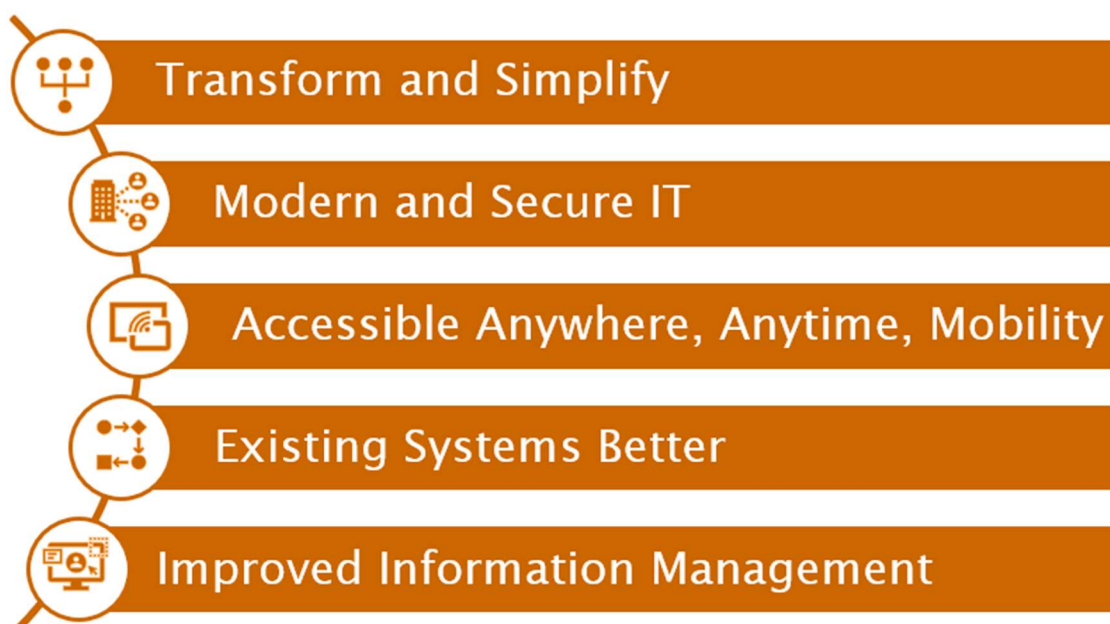 Transform and Simplify
Modern and Secure IT
Accessible Anywhere, Anytime, Mobility
Existing Systems Better
Improved Information Management